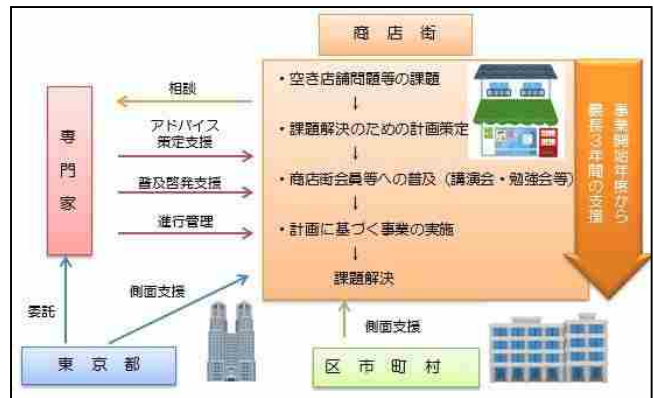 商店街
・空き店舗問題等の課題
↓
・課題解決のための計画策定
↓
・商店街会員等への普及（講演会・勉強会等）
↓
・計画に基づく事業の実施
↓
課題解決
事業開始年度から
最長３年間の支援
専門家
相談
アドバイス
策定支援
普及啓発支援
進行管理
委託
側面支援
側面支援
東京都
区市町村